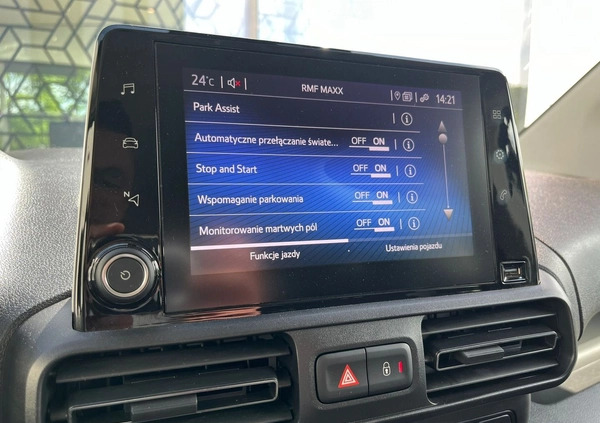 24°c RMF MAXX 14:21
Park Assist
Automatyczne przełączanie świate... OFF ON
Stop and Start OFF ON
Wspomaganie parkowania OFF ON
Monitorowanie martwych pól OFF ON
Funkcje jazdy Ustawienia pojazdu
N